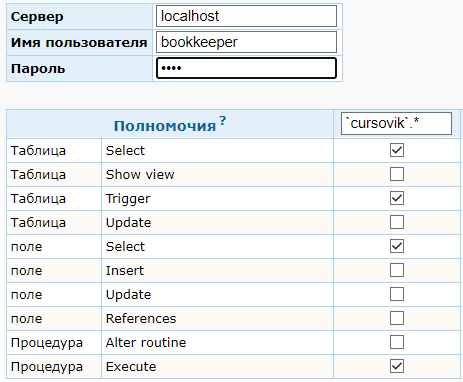 Сервер localhost
Имя пользователя bookkeeper
Пароль ••••
Полномочия? `cursovik`.*
Таблица Select
Таблица Show view
Таблица Trigger
Таблица Update
поле Select
поле Insert
поле Update
поле References
Процедура Alter routine
Процедура Execute